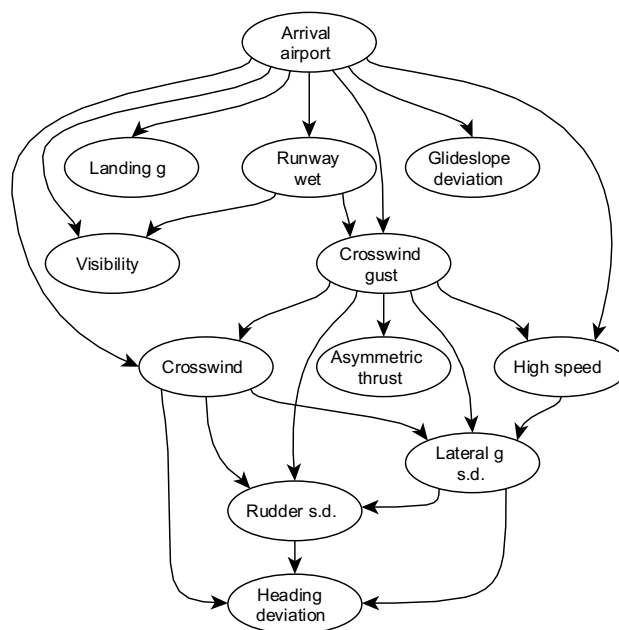 Arrival
airport
Landing g
Runway
wet
Glideslope
deviation
Visibility
Crosswind
gust
Crosswind
Asymmetric
thrust
High speed
Lateral g
s.d.
Rudder s.d.
Heading
deviation